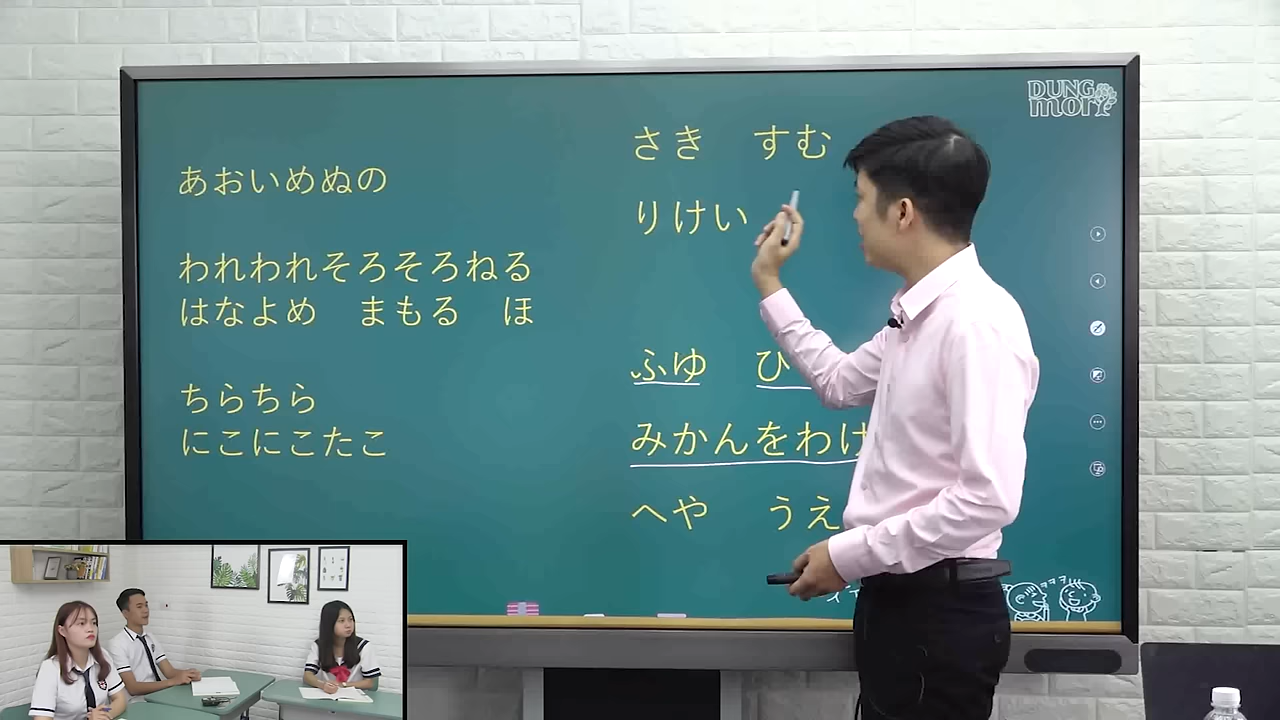 DUNG
mori
あおいめぬの
われわれそろそろねる
はなよめ まもる ほ
ちらちら
にこにこたこ
さき すむ
りけい
ふゆ ひ
みかんをわけ
へや うえ